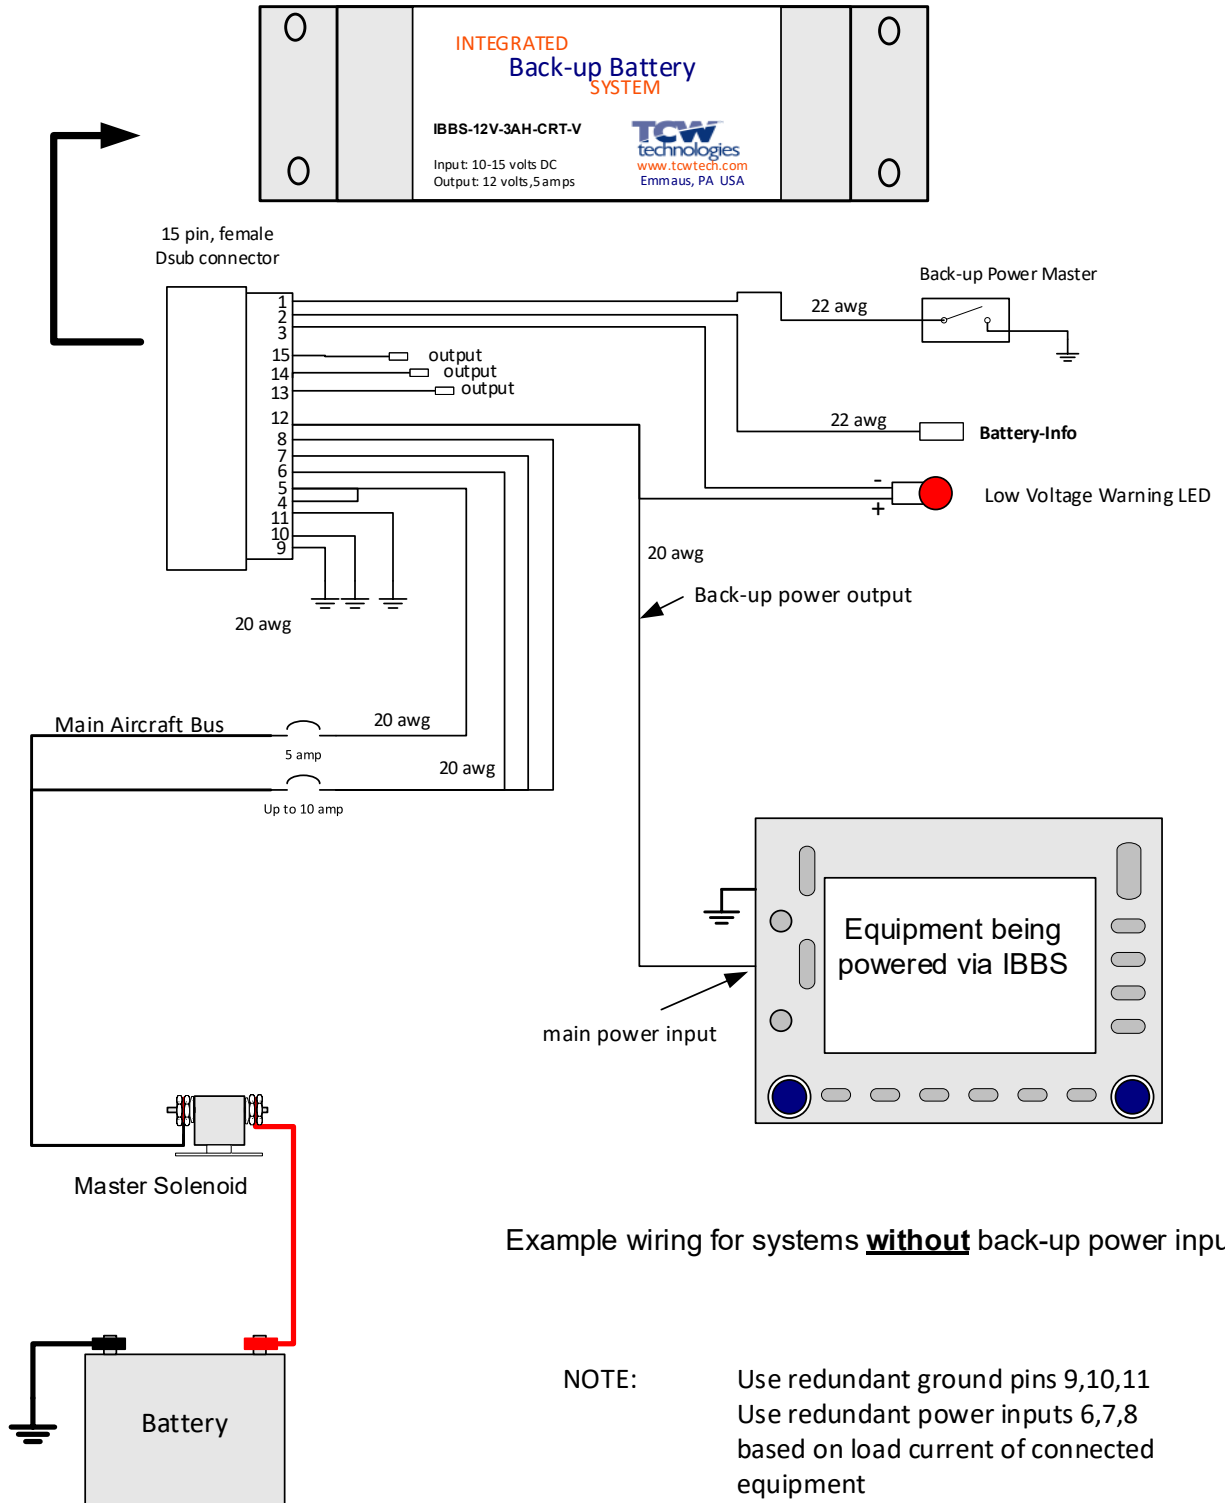 INTEGRATED
Back-up Battery
SYSTEM
IBBS-12V-3AH-CRT-V
Input: 10-15 volts DC
Output: 12 volts,5amps
TCW
technologies
www.tcwtech.com
Emmaus, PA USA
15 pin, female
Dsub connector
1
2
3
15
14
13
12
8
7
6
5
4
11
10
9
output
output
output
22 awg
Back-up Power Master
22 awg
Battery-Info
-
+
Low Voltage Warning LED
20 awg
Back-up power output
20 awg
Main Aircraft Bus
20 awg
5 amp
20 awg
Up to 10 amp
Equipment being
powered via IBBS
main power input
Master Solenoid
Example wiring for systems without back-up power inpu
Battery
NOTE:
Use redundant ground pins 9,10,11
Use redundant power inputs 6,7,8
based on load current of connected
equipment